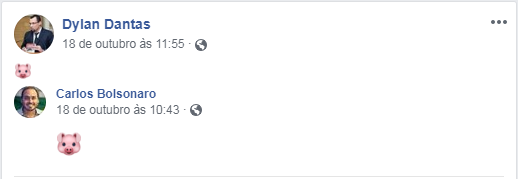 Dylan Dantas
18 de outubro às 11:55 ·
🐷
Carlos Bolsonaro
18 de outubro às 10:43 ·
🐷